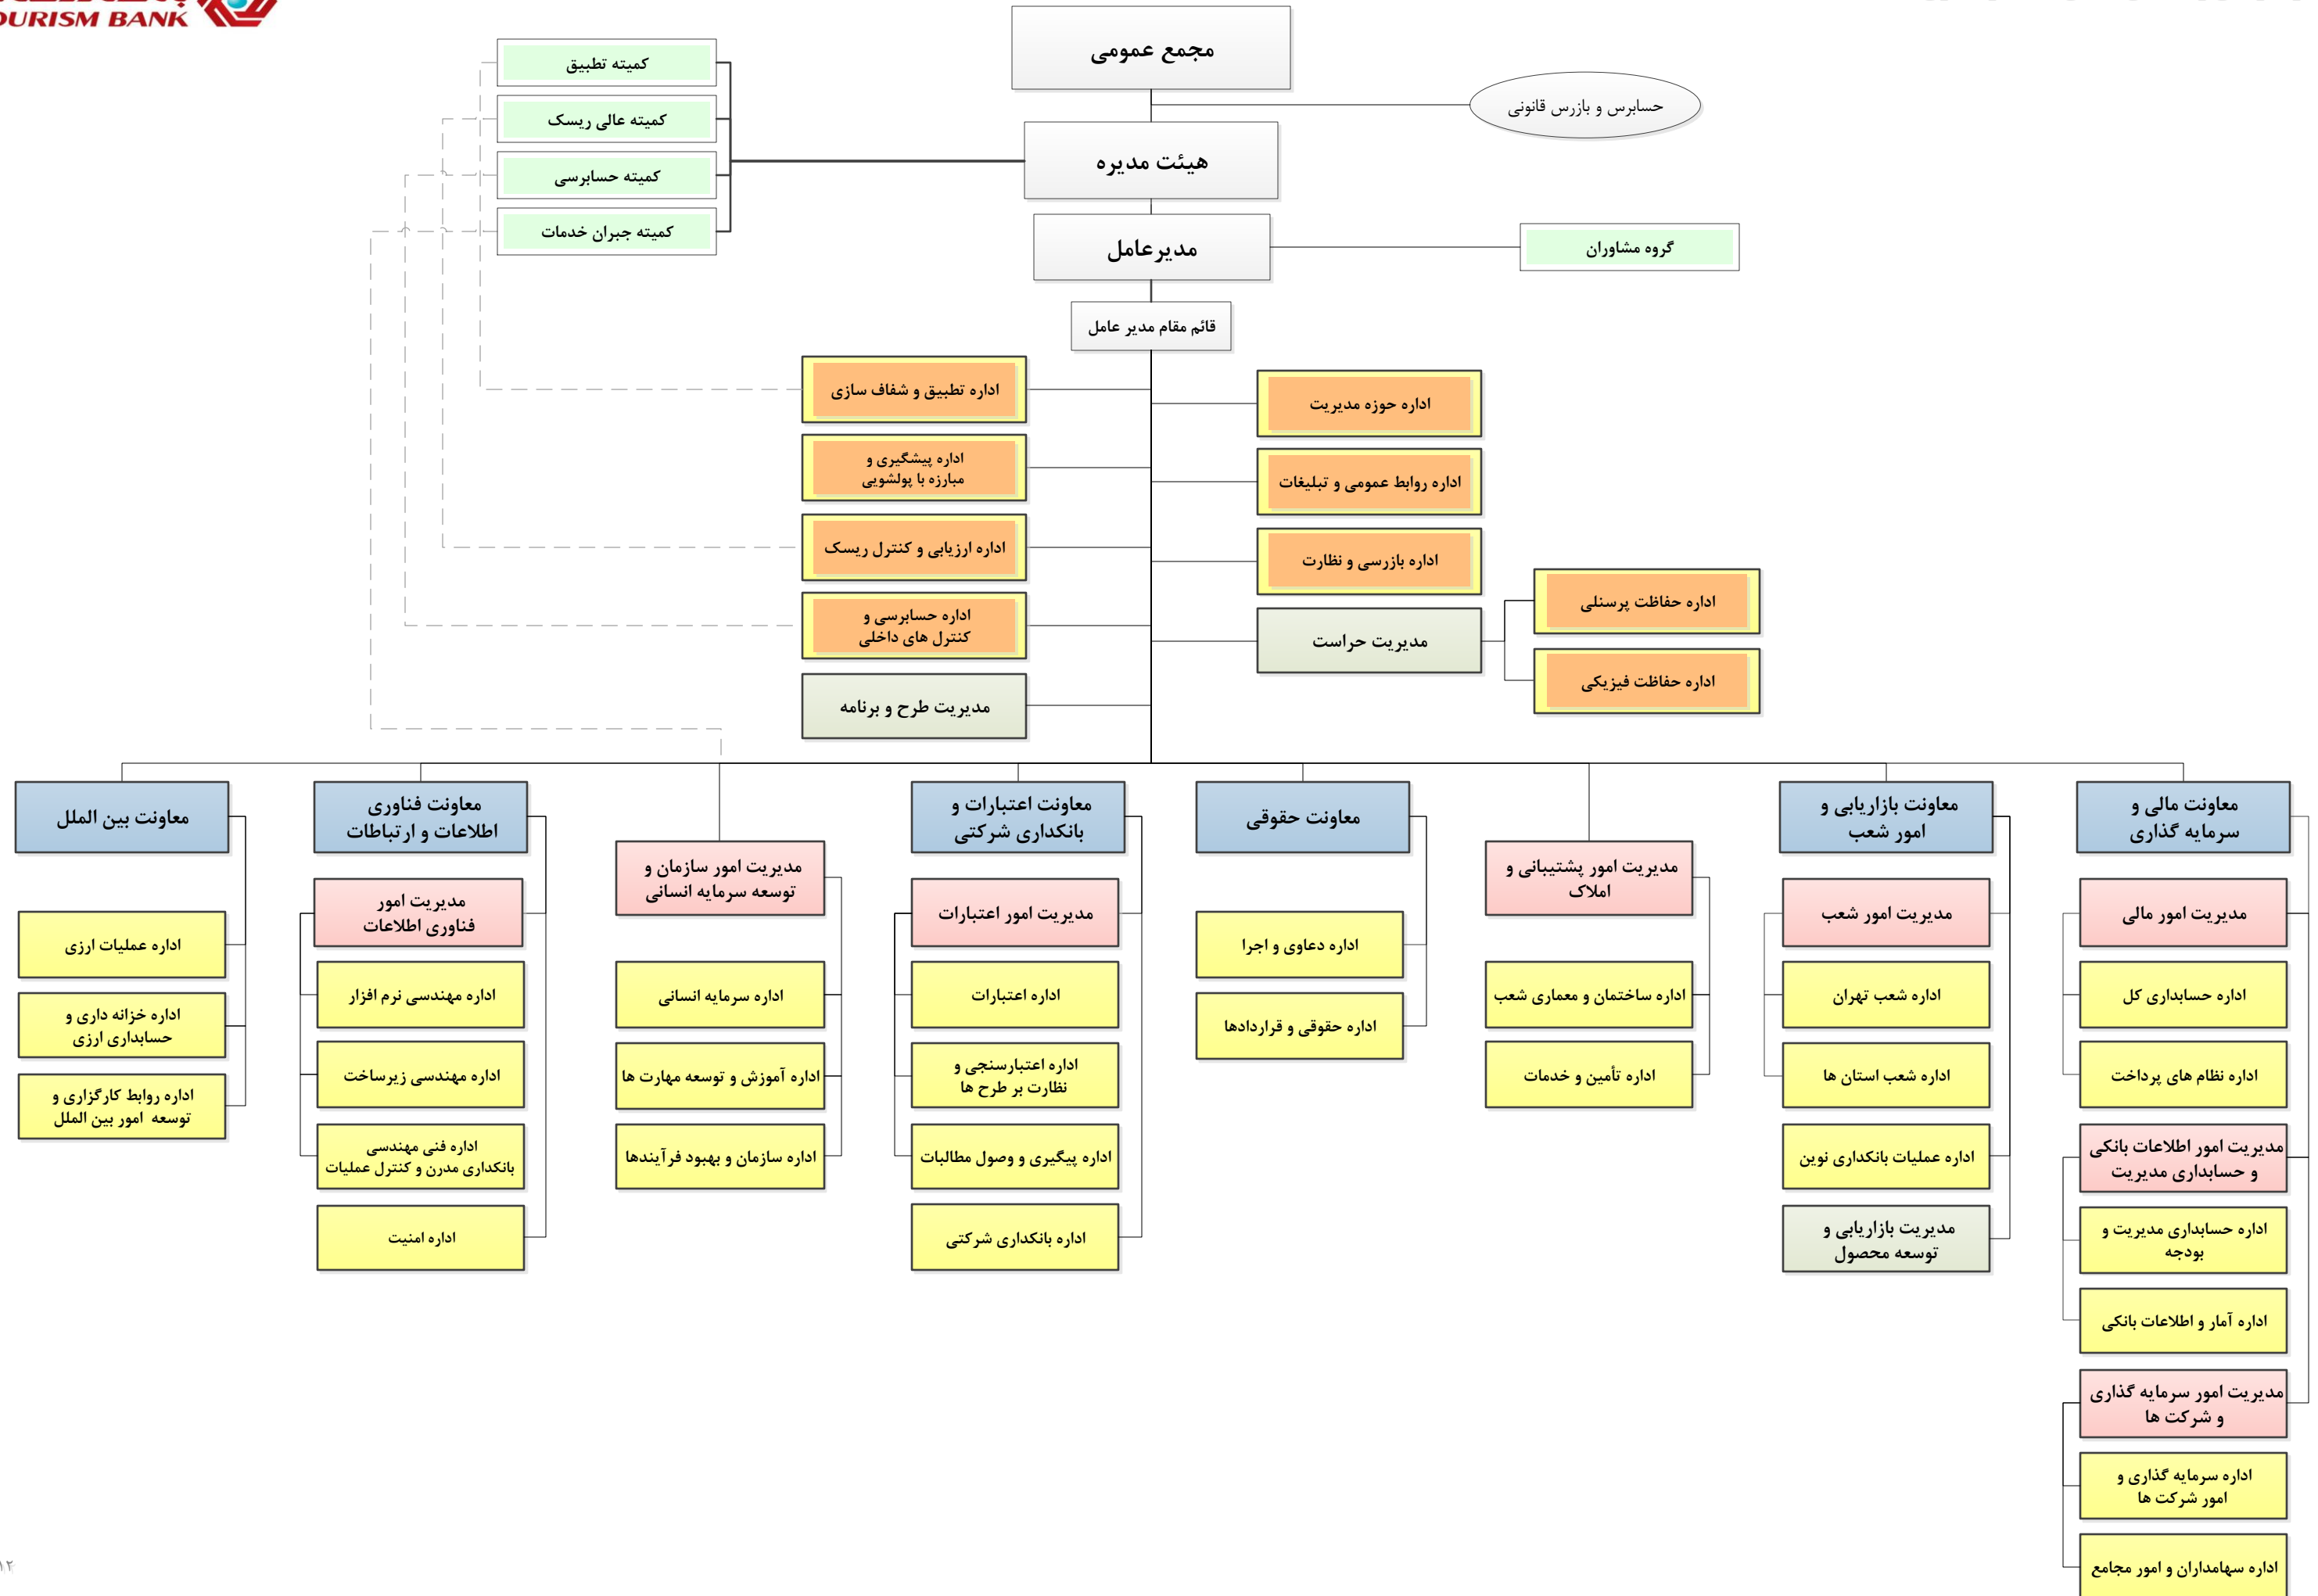 TOURISM BANK
مجمع عمومی
حسابرس و بازرس قانونی
هیئت مدیره
کمیته تطبیق
کمیته عالی ریسک
کمیته حسابرسی
کمیته جبران خدمات
مدیرعامل
گروه مشاوران
قائم مقام مدیر عامل
اداره حوزه مدیریت
اداره روابط عمومی و تبلیغات
اداره بازرسی و نظارت
مدیریت حراست
اداره حفاظت پرسنلی
اداره حفاظت فیزیکی
اداره تطبیق و شفاف سازی
اداره پیشگیری و
مبارزه با پولشویی
اداره ارزیابی و کنترل ریسک
اداره حسابرسی و
کنترل های داخلی
مدیریت طرح و برنامه
معاونت مالی و
سرمایه گذاری
مدیریت امور مالی
اداره حسابداری کل
اداره نظام های پرداخت
مدیریت امور اطلاعات بانکی
و حسابداری مدیریت
اداره حسابداری مدیریت و
بودجه
اداره آمار و اطلاعات بانکی
مدیریت امور سرمایه گذاری
و شرکت ها
اداره سرمایه گذاری و
امور شرکت ها
اداره سهامداران و امور مجامع
معاونت بازاریابی و
امور شعب
مدیریت امور شعب
اداره شعب تهران
اداره شعب استان ها
اداره عملیات بانکداری نوین
مدیریت بازاریابی و
توسعه محصول
مدیریت امور پشتیبانی و
املاک
اداره ساختمان و معماری شعب
اداره تأمین و خدمات
معاونت حقوقی
اداره دعاوی و اجرا
اداره حقوقی و قراردادها
معاونت اعتبارات و
بانکداری شرکتی
مدیریت امور اعتبارات
اداره اعتبارات
اداره اعتبارسنجی و
نظارت بر طرح ها
اداره پیگیری و وصول مطالبات
اداره بانکداری شرکتی
مدیریت امور سازمان و
توسعه سرمایه انسانی
اداره سرمایه انسانی
اداره آموزش و توسعه مهارت ها
اداره سازمان و بهبود فرآیندها
معاونت فناوری
اطلاعات و ارتباطات
مدیریت امور
فناوری اطلاعات
اداره مهندسی نرم افزار
اداره مهندسی زیرساخت
اداره فنی مهندسی
بانکداری مدرن و کنترل عملیات
اداره امنیت
معاونت بین الملل
اداره عملیات ارزی
اداره خزانه داری و
حسابداری ارزی
اداره روابط کارگزاری و
توسعه امور بین الملل
۱۲